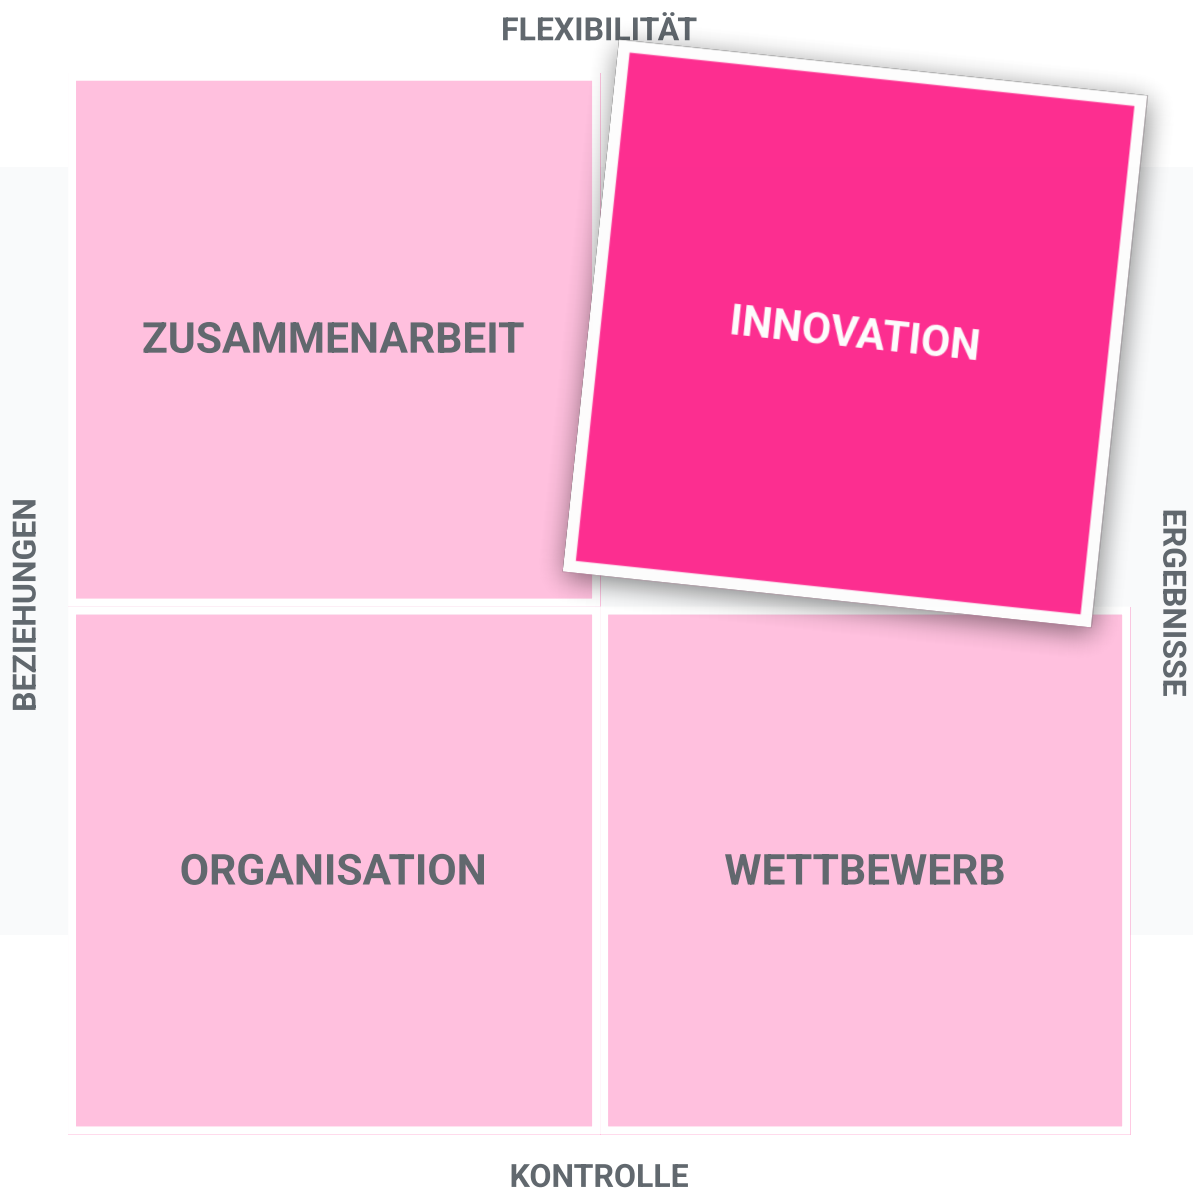 FLEXIBILITÄT
ZUSAMMENARBEIT
INNOVATION
BEZIEHUNGEN
ERGEBNISSE
ORGANISATION
WETTBEWERB
KONTROLLE